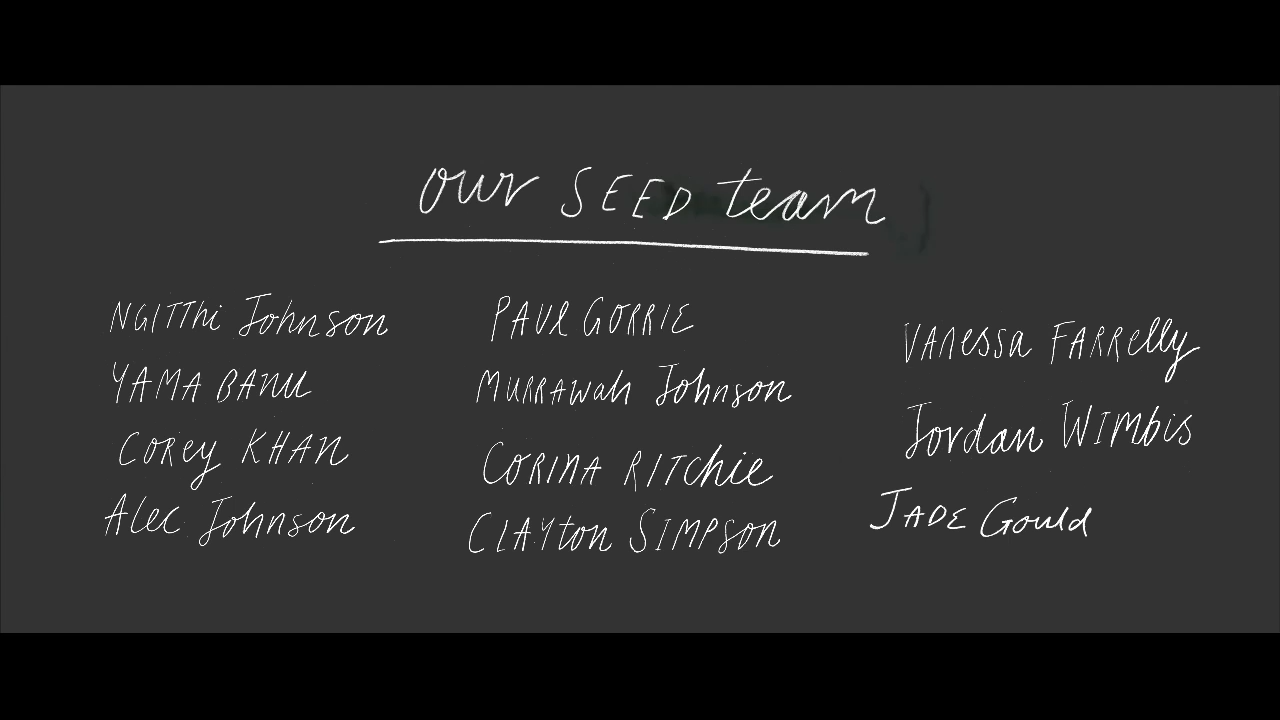 our SEED team
NGITThi Johnson
YAMA BANU
COREy KHAN
Alec Johnson
PAUl GORRIE
MURRAWah Johnson
CORINA RITchie
CLAYton SIMPson
VANessa FARRelly
Jordan WIMbis
JADE Gould